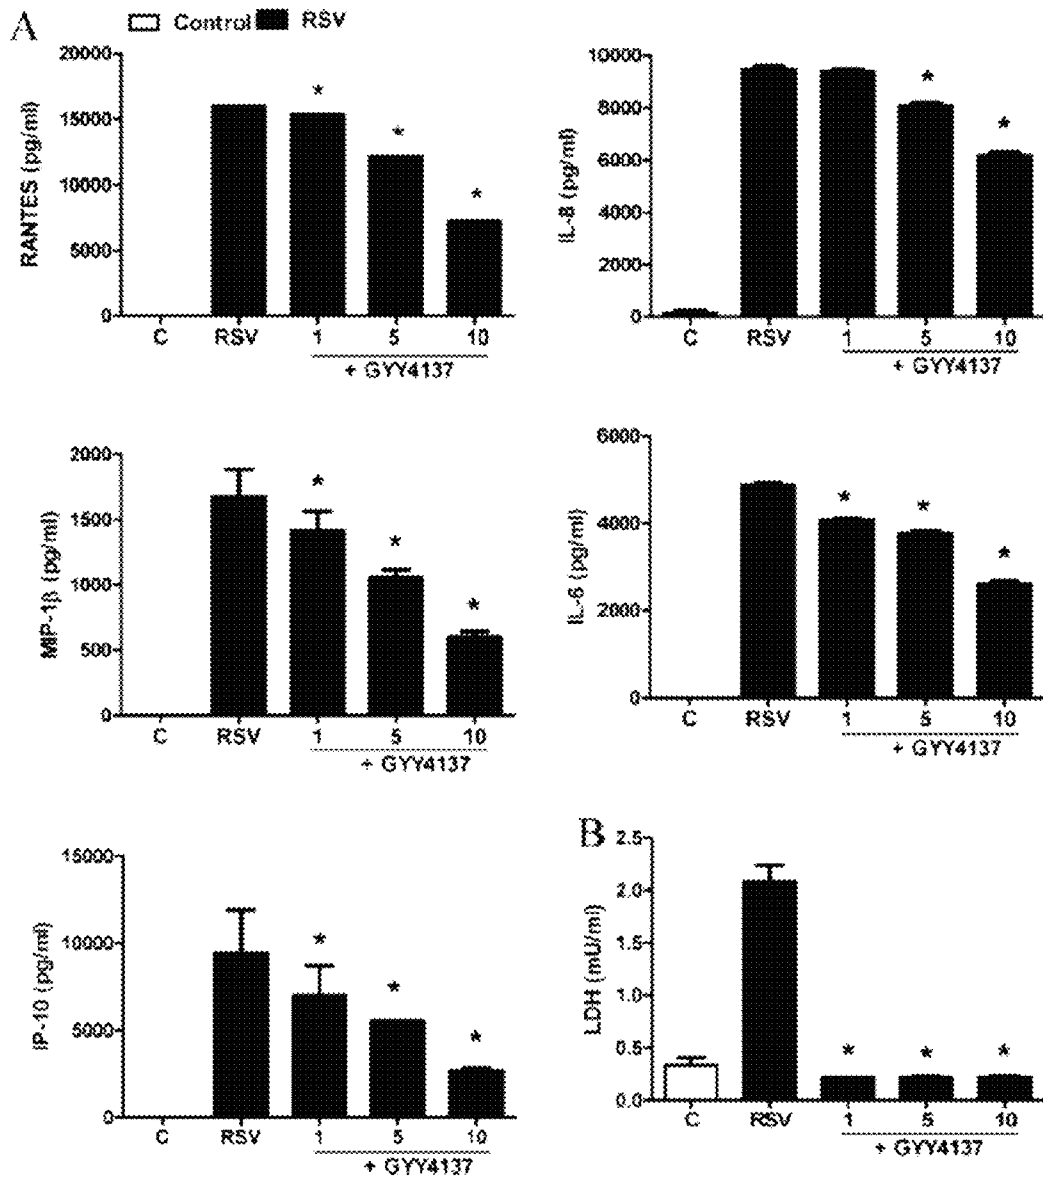 A
Control RSV
RANTES (pg/ml)
20000
15000
10000
5000
0
C RSV 1 5 10
+ GYY4137
* * *
IL-8 (pg/ml)
10000
8000
6000
4000
2000
0
C RSV 1 5 10
+ GYY4137
* *
MIP-1β (pg/ml)
2000
1500
1000
500
0
C RSV 1 5 10
+ GYY4137
* * *
IL-6 (pg/ml)
6000
4000
2000
0
C RSV 1 5 10
+ GYY4137
* * *
IP-10 (pg/ml)
15000
10000
5000
0
C RSV 1 5 10
+ GYY4137
* * *
B
LDH (mU/ml)
2.5
2.0
1.5
1.0
0.5
0.0
C RSV 1 5 10
+ GYY4137
* * *